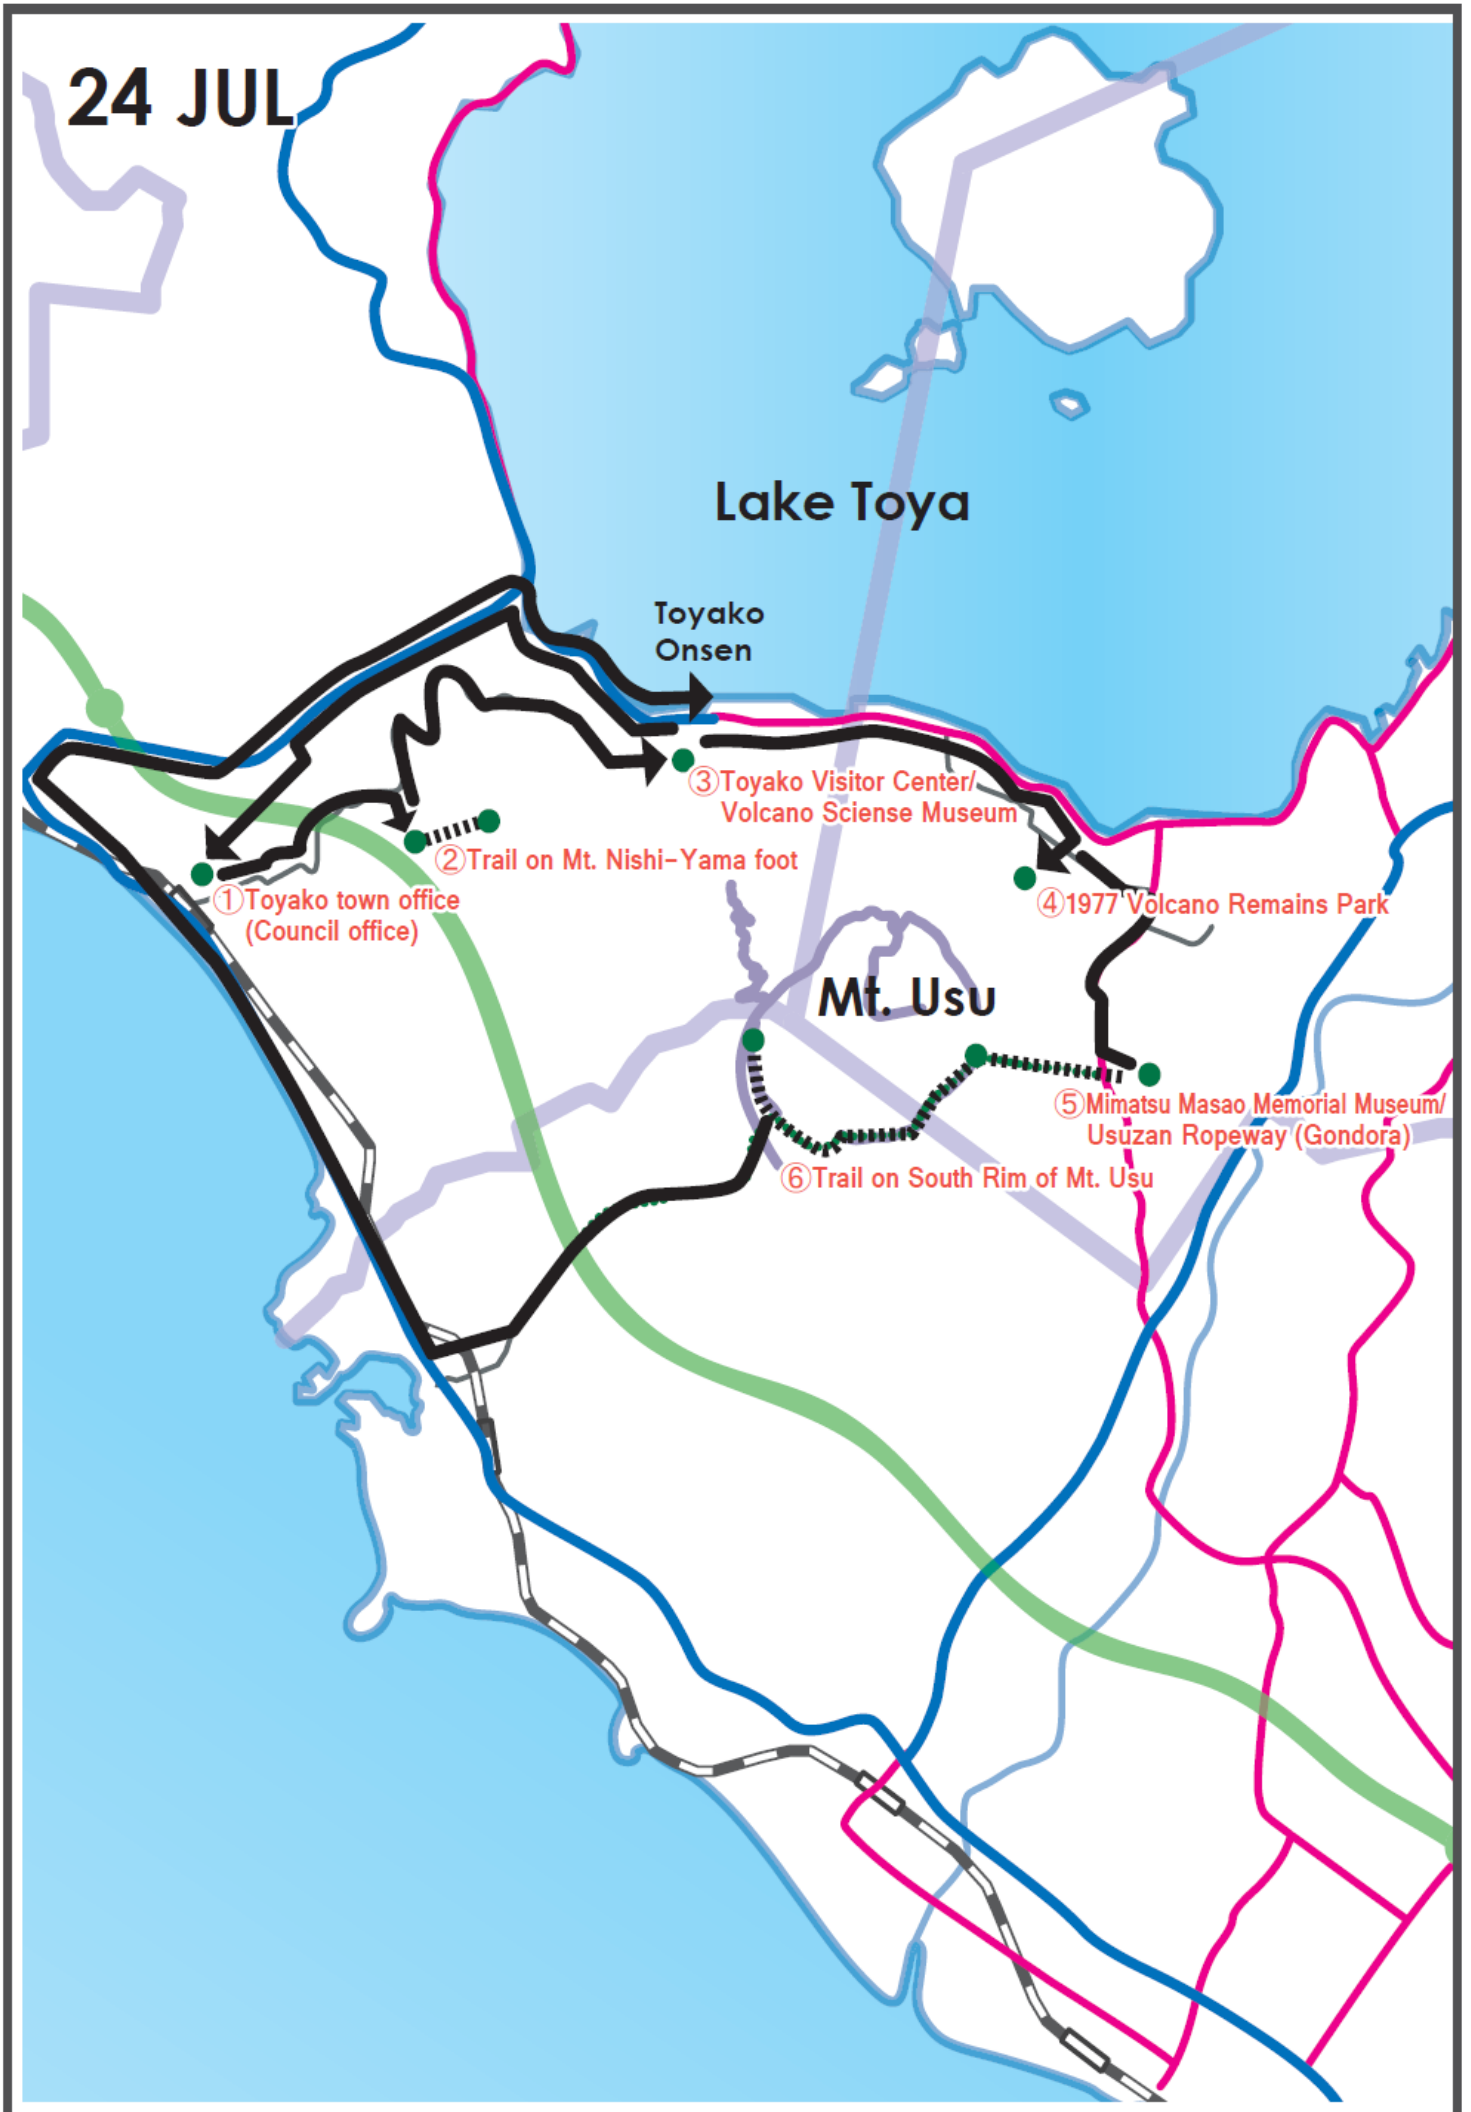 24 JUL
Lake Toya
Toyako
Onsen
③Toyako Visitor Center/
Volcano Sciense Museum
②Trail on Mt. Nishi-Yama foot
①Toyako town office
(Council office)
④1977 Volcano Remains Park
Mt. Usu
⑤Mimatsu Masao Memorial Museum/
Usuzan Ropeway (Gondora)
⑥Trail on South Rim of Mt. Usu